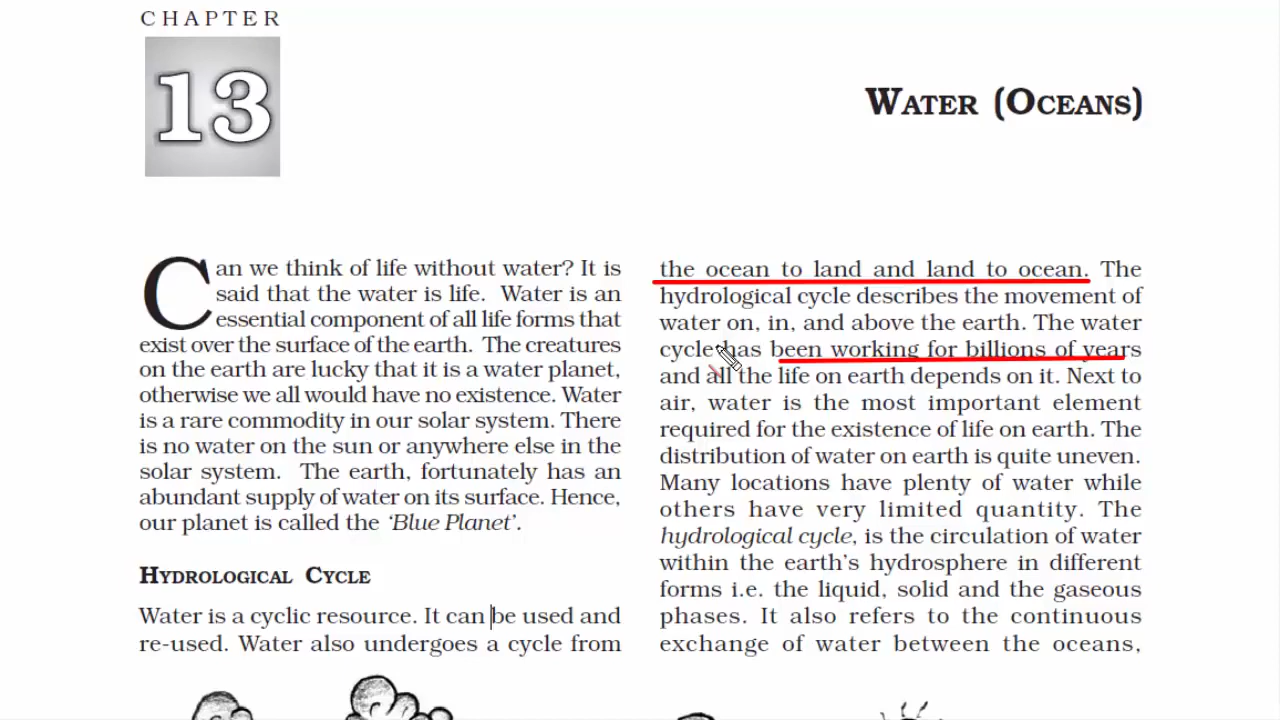 CHAPTER
13
WATER (OCEANS)
Can we think of life without water? It is
said that the water is life. Water is an
essential component of all life forms that
exist over the surface of the earth. The creatures
on the earth are lucky that it is a water planet,
otherwise we all would have no existence. Water
is a rare commodity in our solar system. There
is no water on the sun or anywhere else in the
solar system. The earth, fortunately has an
abundant supply of water on its surface. Hence,
our planet is called the ‘Blue Planet’.
HYDROLOGICAL CYCLE
Water is a cyclic resource. It can be used and
re-used. Water also undergoes a cycle from
the ocean to land and land to ocean. The
hydrological cycle describes the movement of
water on, in, and above the earth. The water
cycle has been working for billions of years
and all the life on earth depends on it. Next to
air, water is the most important element
required for the existence of life on earth. The
distribution of water on earth is quite uneven.
Many locations have plenty of water while
others have very limited quantity. The
hydrological cycle, is the circulation of water
within the earth’s hydrosphere in different
forms i.e. the liquid, solid and the gaseous
phases. It also refers to the continuous
exchange of water between the oceans,